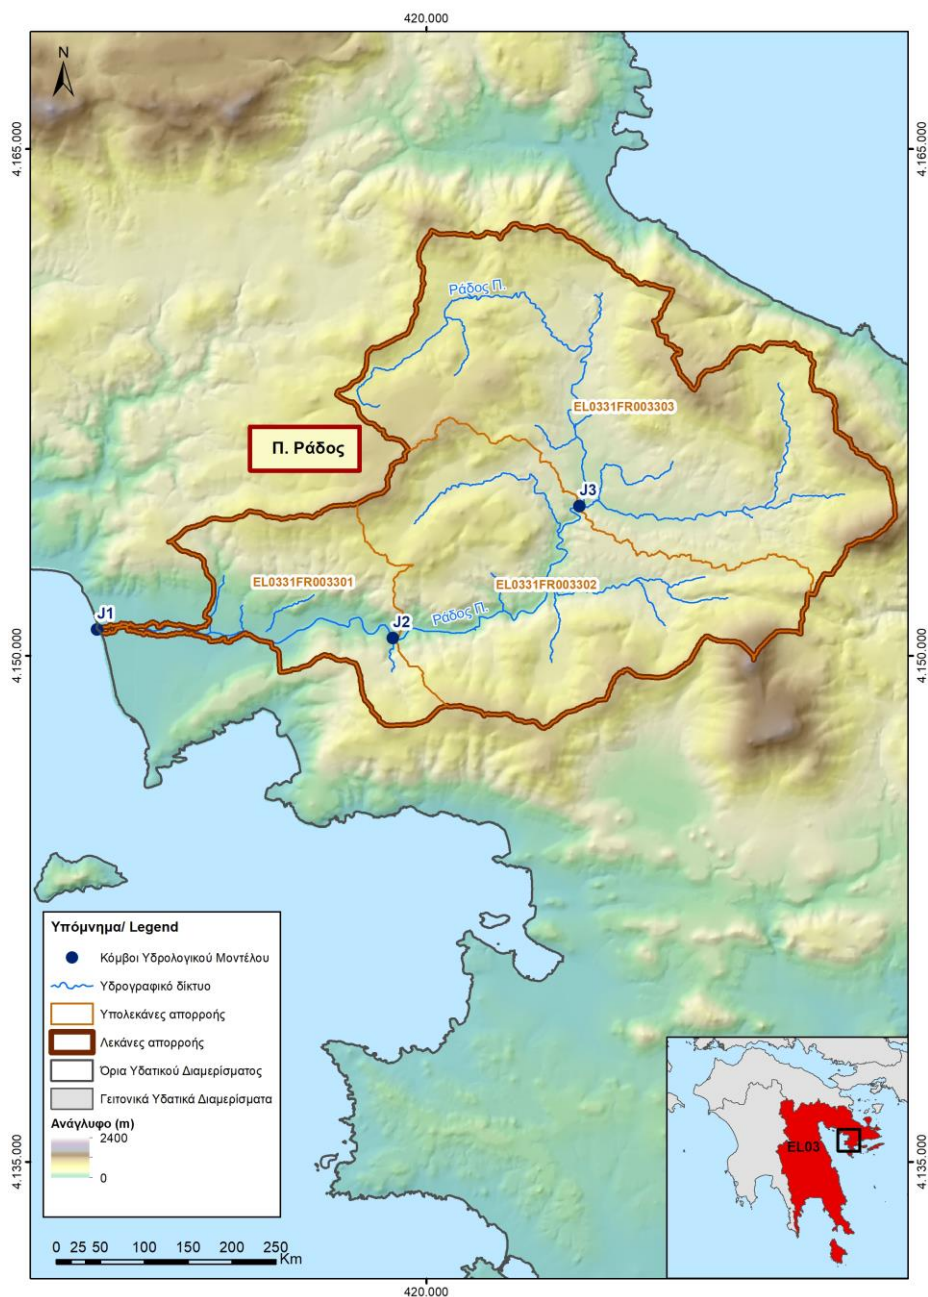 420.000
N
4.165.000
4.165.000
Ράδος Π.
EL0331FR003303
Π. Ράδος
J3
EL0331FR003301
EL0331FR003302
J1
Ράδος Π.
J2
4.150.000
4.150.000
Υπόμνημα/ Legend
Κόμβοι Υδρολογικού Μοντέλου
Υδρογραφικό δίκτυο
Υπολεκάνες απορροής
Λεκάνες απορροής
Όρια Υδατικού Διαμερίσματος
Γειτονικά Υδατικά Διαμερίσματα
Ανάγλυφο (m)
2400
0
EL03
4.135.000
4.135.000
0 25 50 100 150 200 250
Km
420.000